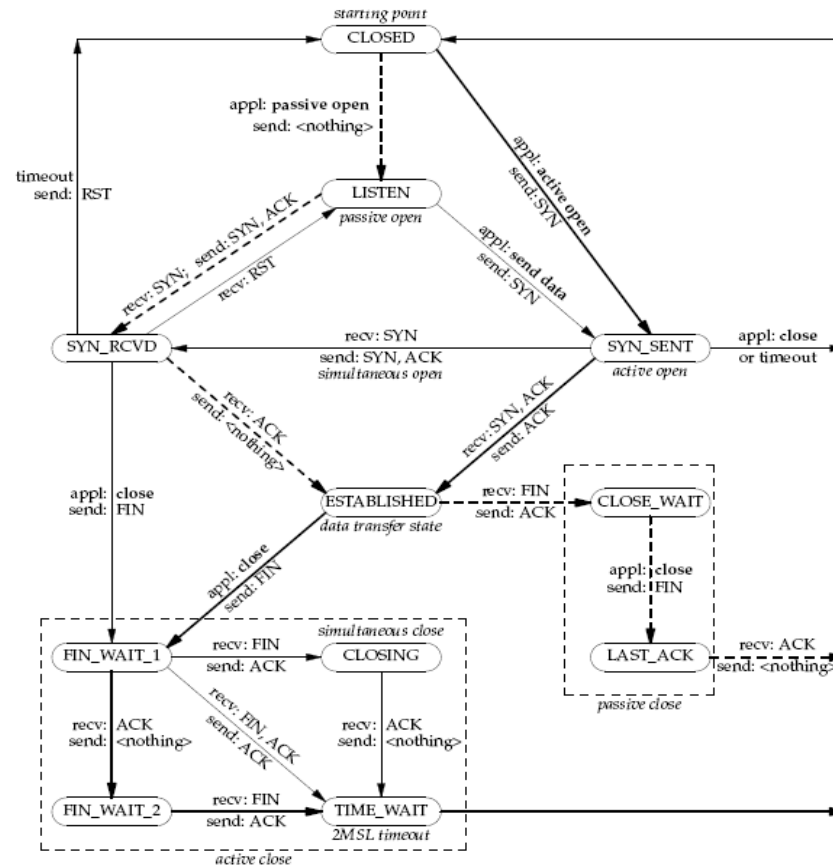 starting point
CLOSED
appl: passive open
send: <nothing>
appl: active open
send: SYN
timeout
send: RST
LISTEN
passive open
recv: SYN; send: SYN, ACK
recv: RST
appl: send data
send: SYN
SYN_RCVD
recv: SYN
send: SYN, ACK
simultaneous open
SYN_SENT
active open
appl: close
or timeout
recv: ACK
send: <nothing>
recv: SYN, ACK
send: ACK
appl: close
send: FIN
ESTABLISHED
data transfer state
recv: FIN
send: ACK
CLOSE_WAIT
appl: close
send: FIN
appl: close
send: FIN
simultaneous close
FIN_WAIT_1
recv: FIN
send: ACK
CLOSING
LAST_ACK
recv: ACK
send: <nothing>
passive close
recv: ACK
send: <nothing>
recv: FIN, ACK
send: ACK
recv: ACK
send: <nothing>
FIN_WAIT_2
recv: FIN
send: ACK
TIME_WAIT
2MSL timeout
active close